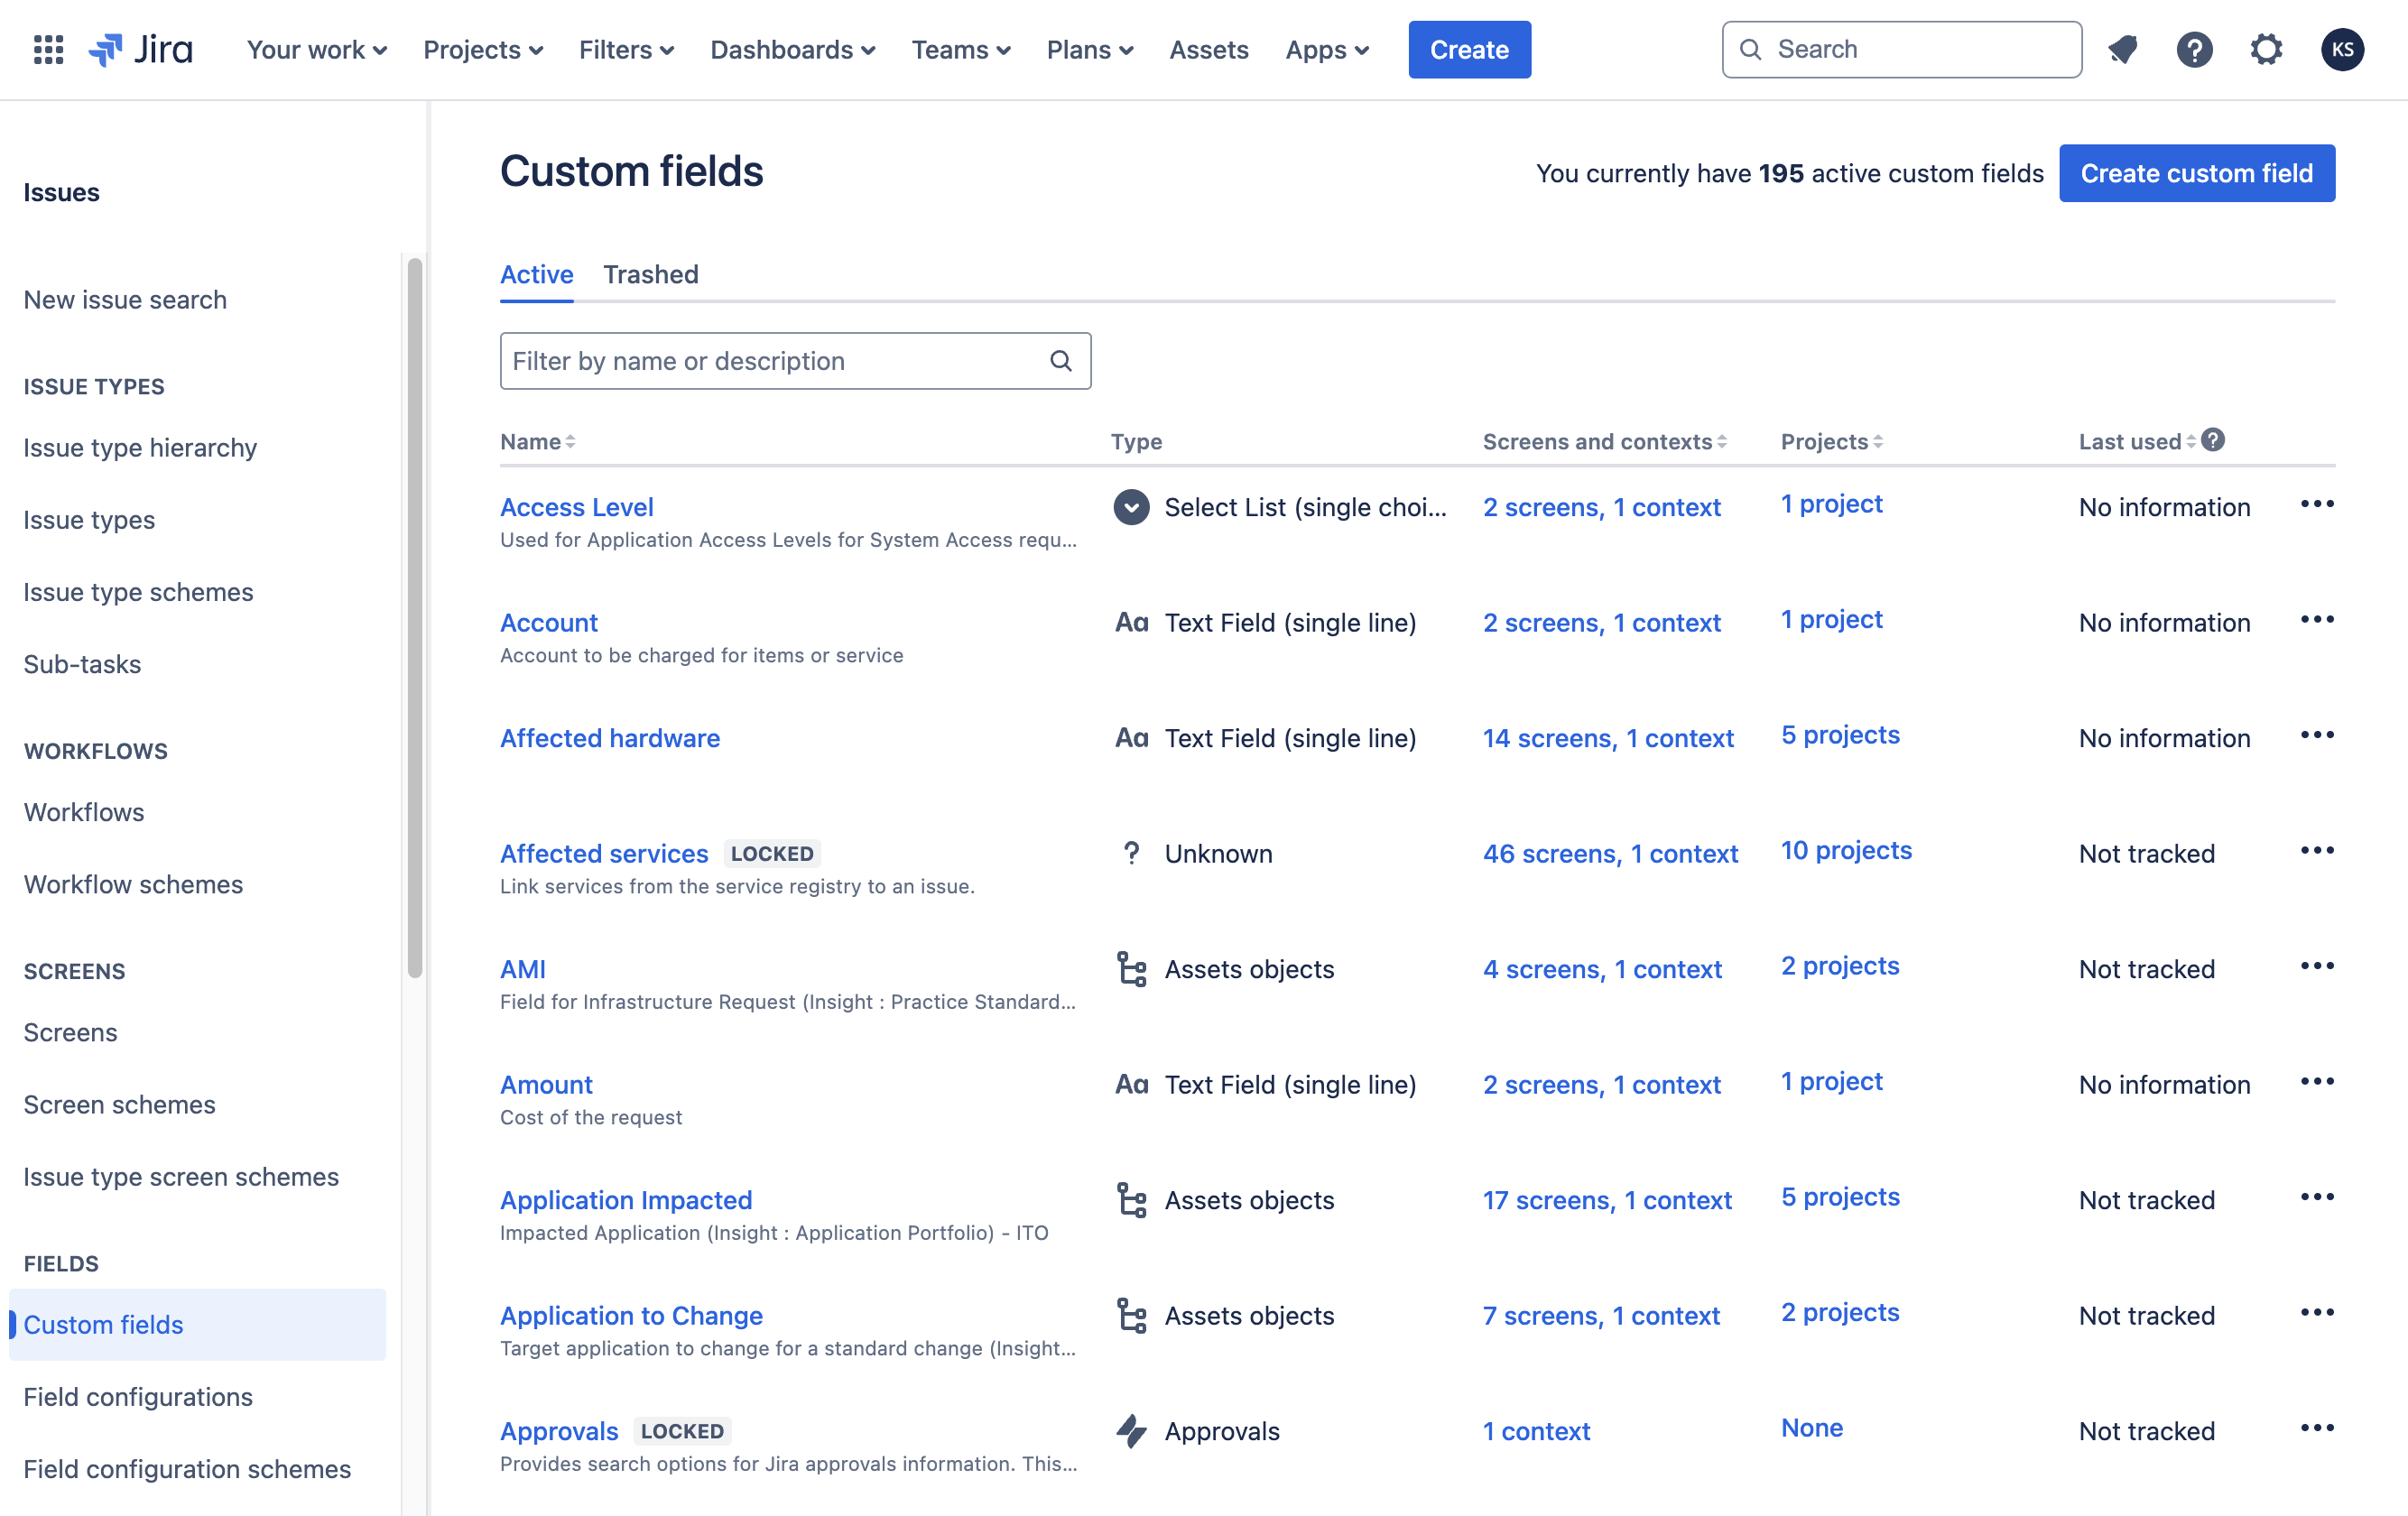 Jira Your work Projects Filters Dashboards Teams Plans Assets Apps Create Search KS
Issues
New issue search
ISSUE TYPES
Issue type hierarchy
Issue types
Issue type schemes
Sub-tasks
WORKFLOWS
Workflows
Workflow schemes
SCREENS
Screens
Screen schemes
Issue type screen schemes
FIELDS
Custom fields
Field configurations
Field configuration schemes
Custom fields
You currently have 195 active custom fields Create custom field
Active Trashed
Filter by name or description
Name Type Screens and contexts Projects Last used ?
Access Level Select List (single choi... 2 screens, 1 context 1 project No information
Used for Application Access Levels for System Access requ...
Account Aa Text Field (single line) 2 screens, 1 context 1 project No information
Account to be charged for items or service
Affected hardware Aa Text Field (single line) 14 screens, 1 context 5 projects No information
Affected services LOCKED ? Unknown 46 screens, 1 context 10 projects Not tracked
Link services from the service registry to an issue.
AMI Assets objects 4 screens, 1 context 2 projects Not tracked
Field for Infrastructure Request (Insight : Practice Standard...
Amount Aa Text Field (single line) 2 screens, 1 context 1 project No information
Cost of the request
Application Impacted Assets objects 17 screens, 1 context 5 projects Not tracked
Impacted Application (Insight : Application Portfolio) - ITO
Application to Change Assets objects 7 screens, 1 context 2 projects Not tracked
Target application to change for a standard change (Insight...
Approvals LOCKED Approvals 1 context None Not tracked
Provides search options for Jira approvals information. This...